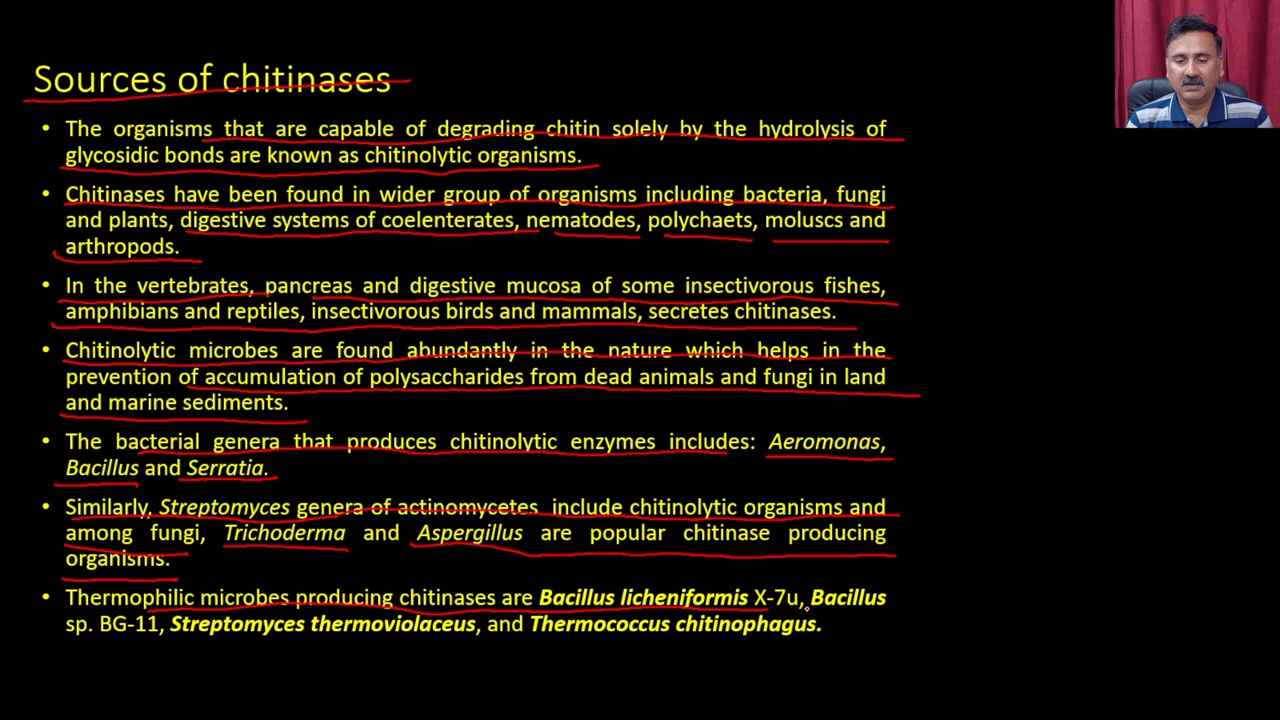 Sources of chitinases
• The organisms that are capable of degrading chitin solely by the hydrolysis of
glycosidic bonds are known as chitinolytic organisms.
• Chitinases have been found in wider group of organisms including bacteria, fungi
and plants, digestive systems of coelenterates, nematodes, polychaets, moluscs and
arthropods.
• In the vertebrates, pancreas and digestive mucosa of some insectivorous fishes,
amphibians and reptiles, insectivorous birds and mammals, secretes chitinases.
• Chitinolytic microbes are found abundantly in the nature which helps in the
prevention of accumulation of polysaccharides from dead animals and fungi in land
and marine sediments.
• The bacterial genera that produces chitinolytic enzymes includes: Aeromonas,
Bacillus and Serratia.
• Similarly, Streptomyces genera of actinomycetes include chitinolytic organisms and
among fungi, Trichoderma and Aspergillus are popular chitinase producing
organisms.
• Thermophilic microbes producing chitinases are Bacillus licheniformis X-7u, Bacillus
sp. BG-11, Streptomyces thermoviolaceus, and Thermococcus chitinophagus.